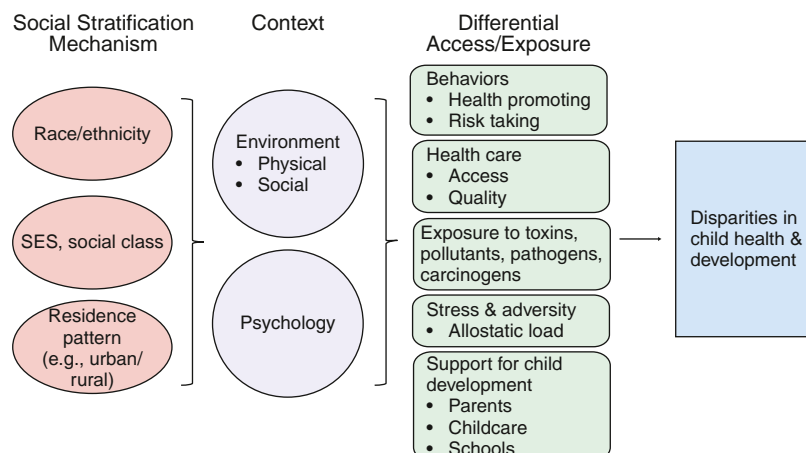 Social Stratification
Mechanism
Context
Differential
Access/Exposure
Race/ethnicity
SES, social class
Residence
pattern
(e.g., urban/
rural)
Environment
• Physical
• Social
Psychology
Behaviors
• Health promoting
• Risk taking
Health care
• Access
• Quality
Exposure to toxins,
pollutants, pathogens,
carcinogens
Stress & adversity
• Allostatic load
Support for child
development
• Parents
• Childcare
• Schools
Disparities in
child health &
development